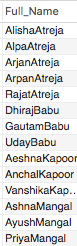 Full_Name
AlishaAtreja
AlpaAtreja
ArjanAtreja
ArpanAtreja
RajatAtreja
DhirajBabu
GautamBabu
UdayBabu
AeshnaKapoor
AnchalKapoor
VanshikaKap...
AshnaMangal
AyushMangal
PriyaMangal